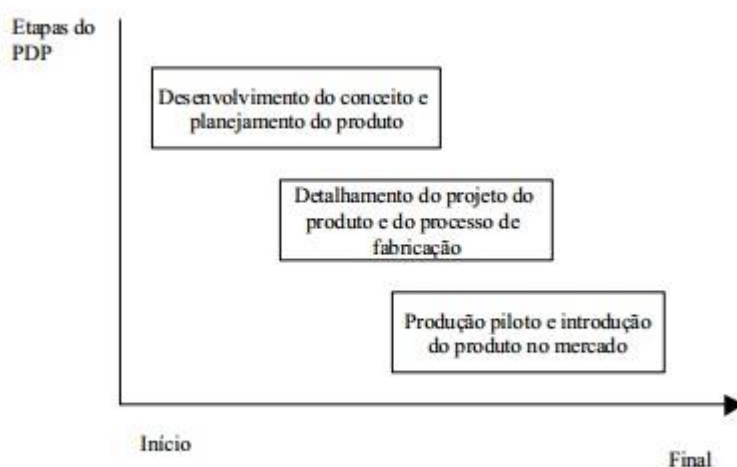 Etapas do
PDP
Desenvolvimento do conceito e
planejamento do produto
Detalhamento do projeto do
produto e do processo de
fabricação
Produção piloto e introdução
do produto no mercado
Início
Final